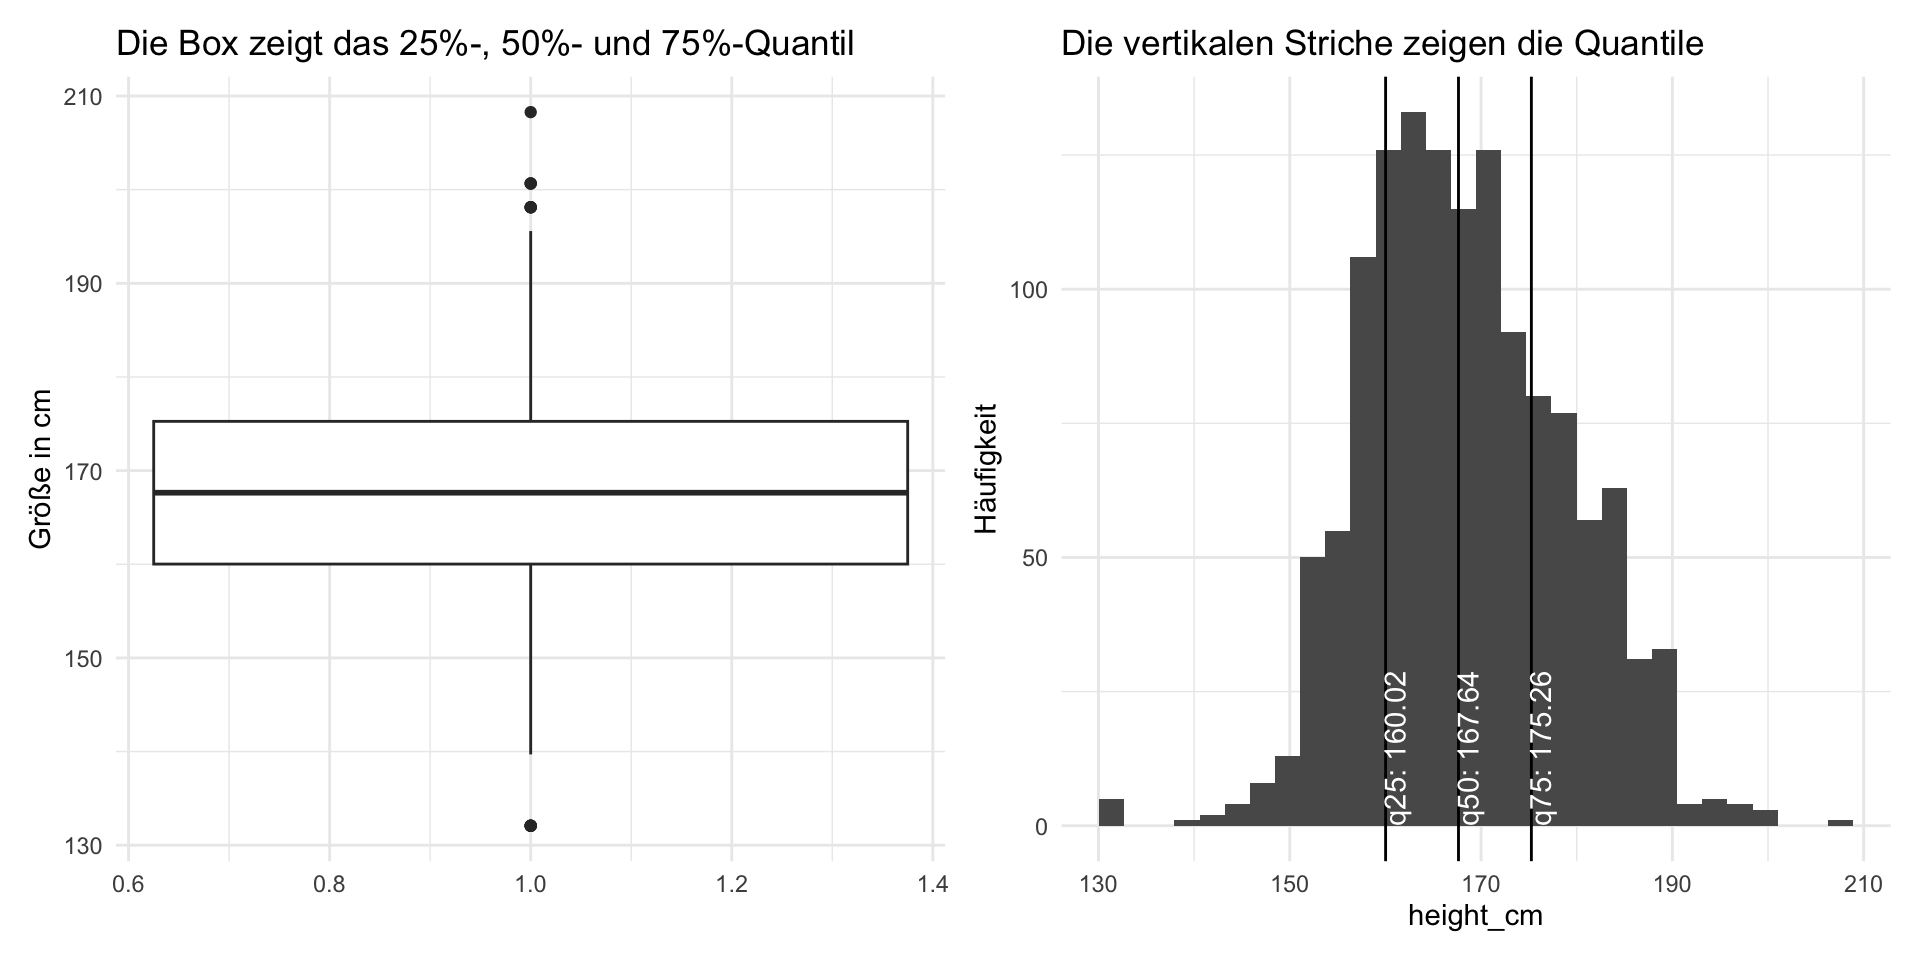 Die Box zeigt das 25%-, 50%- und 75%-Quantil
Größe in cm
210
190
170
150
130
0.6 0.8 1.0 1.2 1.4
Die vertikalen Striche zeigen die Quantile
Häufigkeit
100
50
0
q25: 160.02
q50: 167.64
q75: 175.26
130 150 170 190 210
height_cm